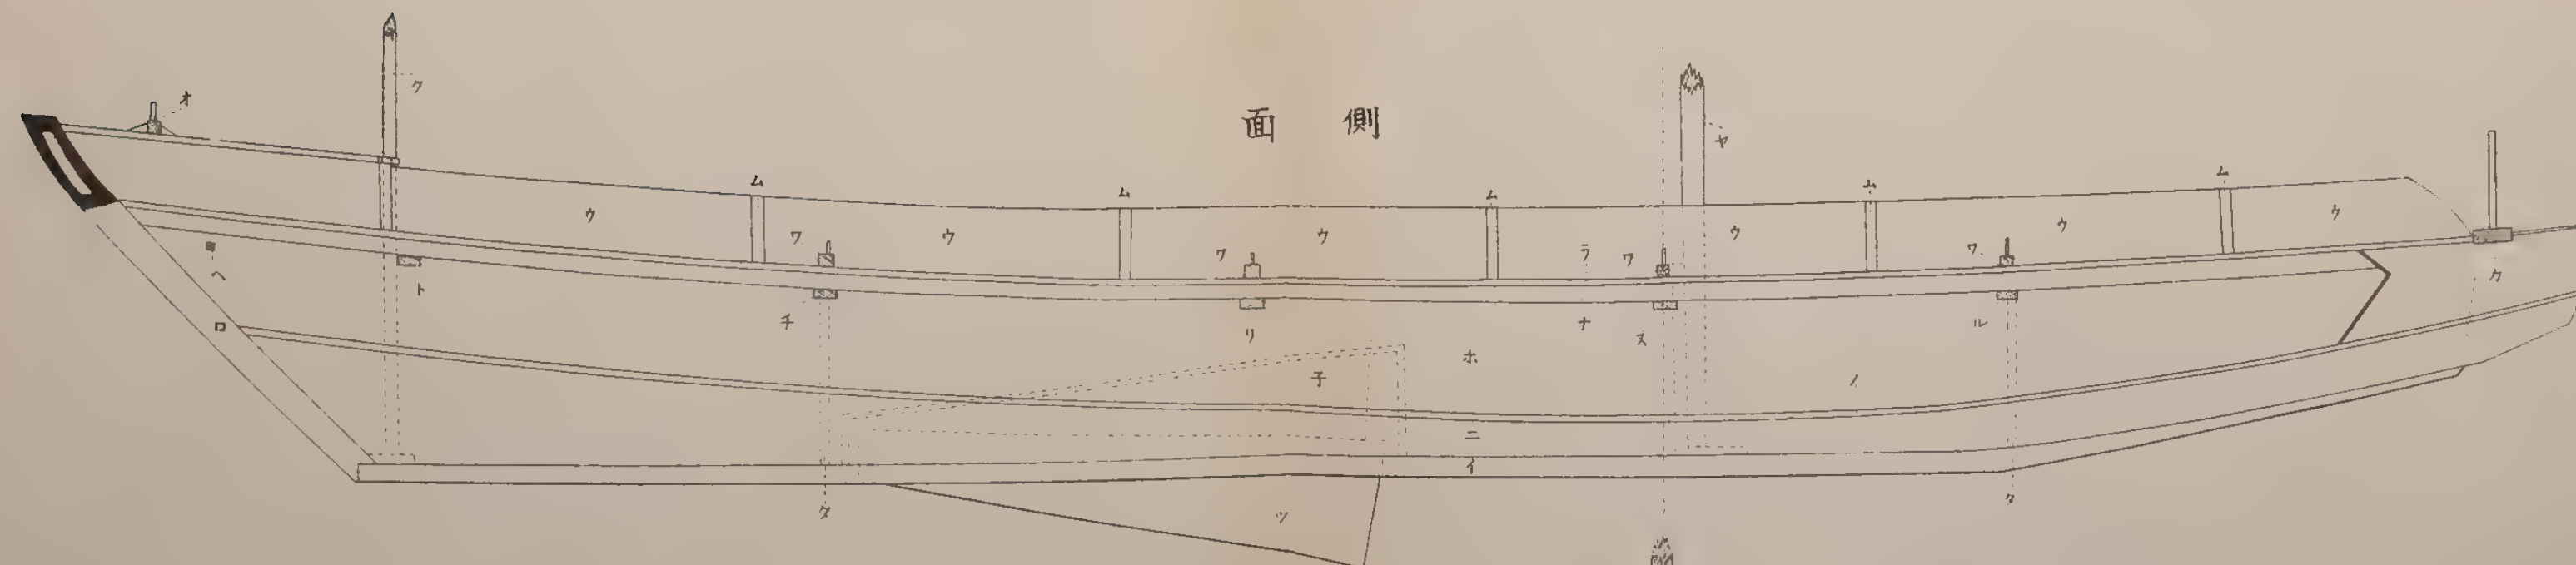 面側
オ
ク
ヤ
ム
ム
ム
ム
ム
ウ
ウ
ウ
ウ
ウ
ウ
ワ
ワ
ラ
ワ
ワ
ヘ
ト
カ
ロ
チ
リ
ナ
ヌ
ル
ホ
子
ノ
ニ
イ
タ
タ
ツ